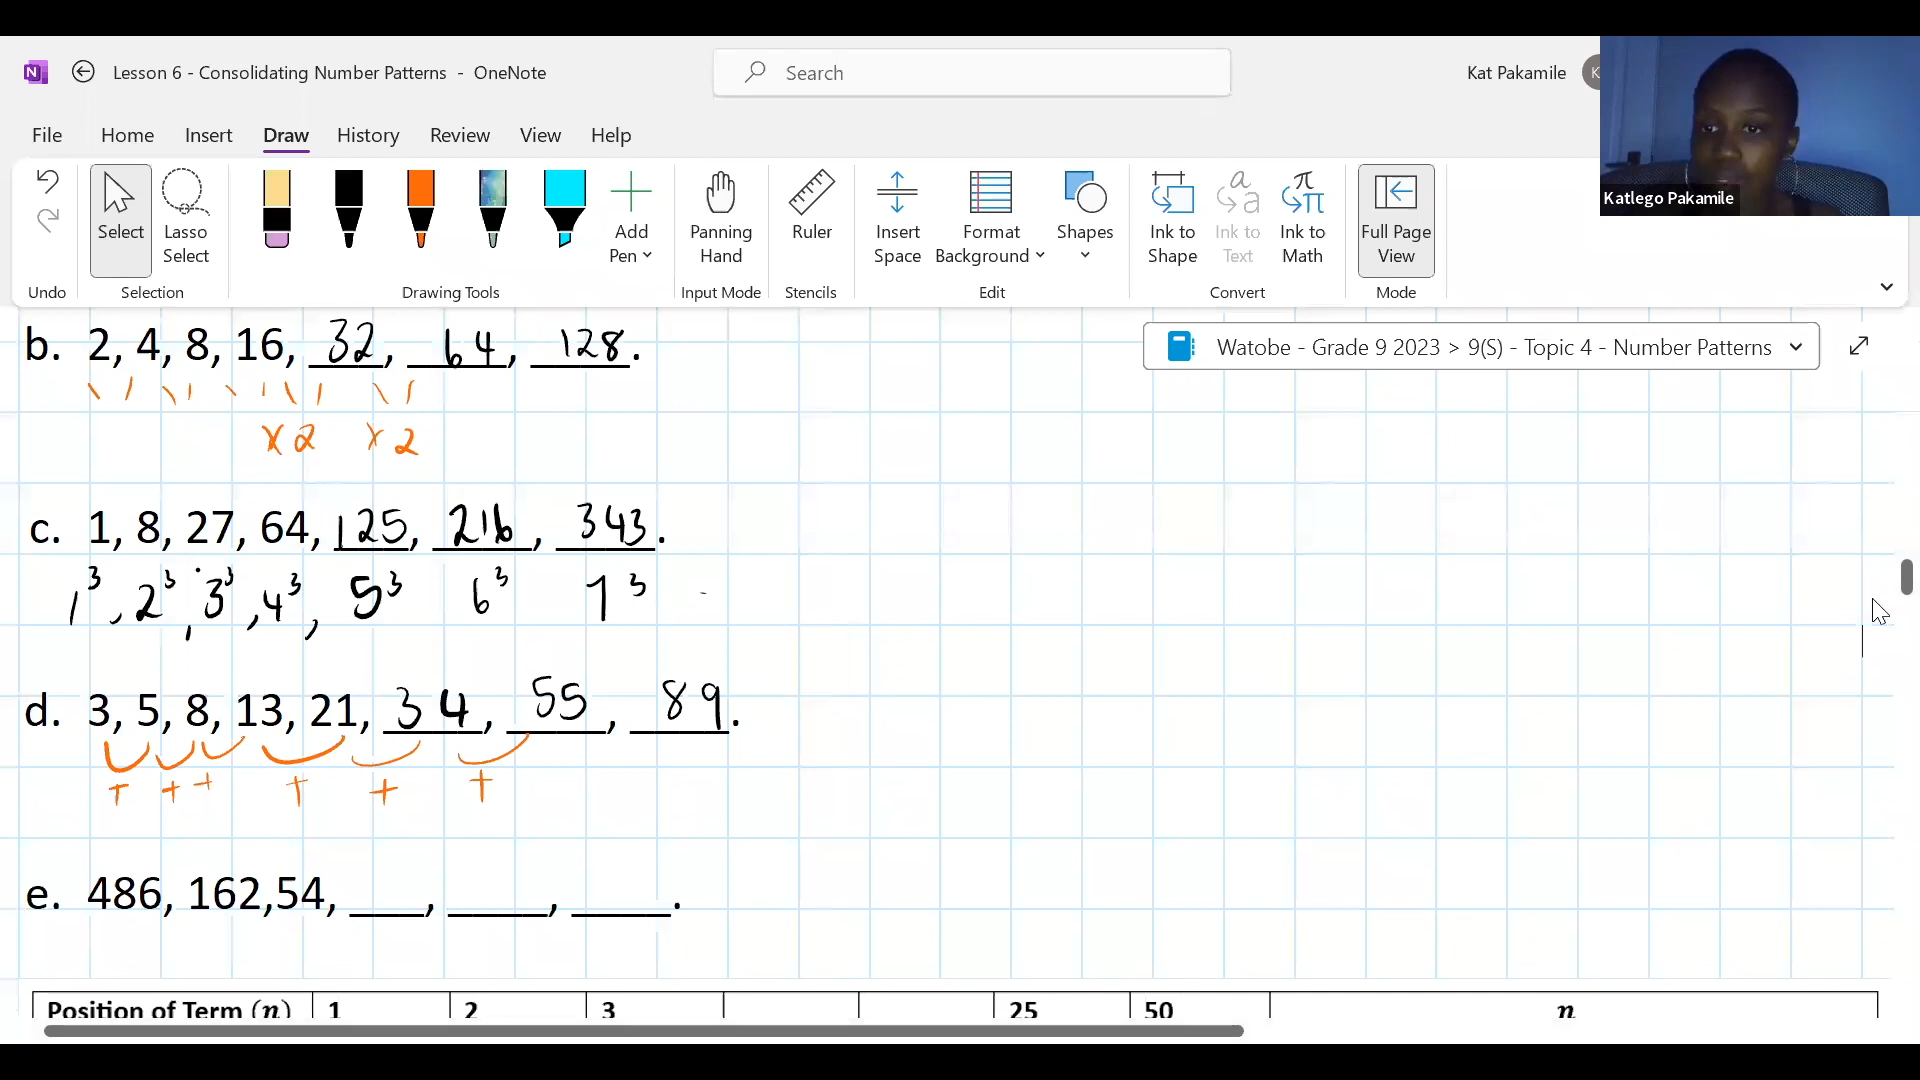 Lesson 6 - Consolidating Number Patterns - OneNote
Search
Kat Pakamile
K
File Home Insert Draw History Review View Help
Select
Lasso Select
Add Pen
Panning Hand
Ruler
Insert Space
Format Background
Shapes
Ink to Shape
Ink to Text
Ink to Math
Full Page View
Undo Selection Drawing Tools Input Mode Stencils Edit Convert Mode
Katlego Pakamile
Watobe - Grade 9 2023 > 9(S) - Topic 4 - Number Patterns
b. 2, 4, 8, 16, 32, 64, 128.
x 2 x 2
c. 1, 8, 27, 64, 125, 216, 343.
1³, 2³, 3³, 4³, 5³ 6³ 7³
d. 3, 5, 8, 13, 21, 34, 55, 89.
+ + + + + +
e. 486, 162,54, ___, ____, ____.
Position of Term (n) 1 2 3 25 50 n